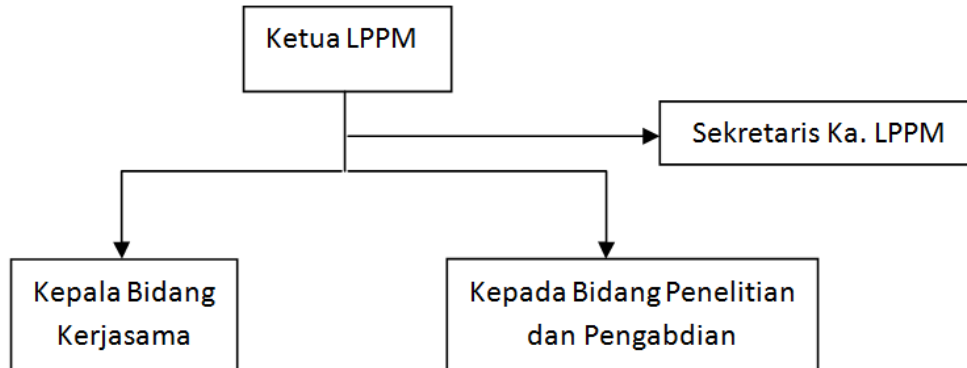 Ketua LPPM
Sekretaris Ka. LPPM
Kepala Bidang
Kerjasama
Kepada Bidang Penelitian
dan Pengabdian